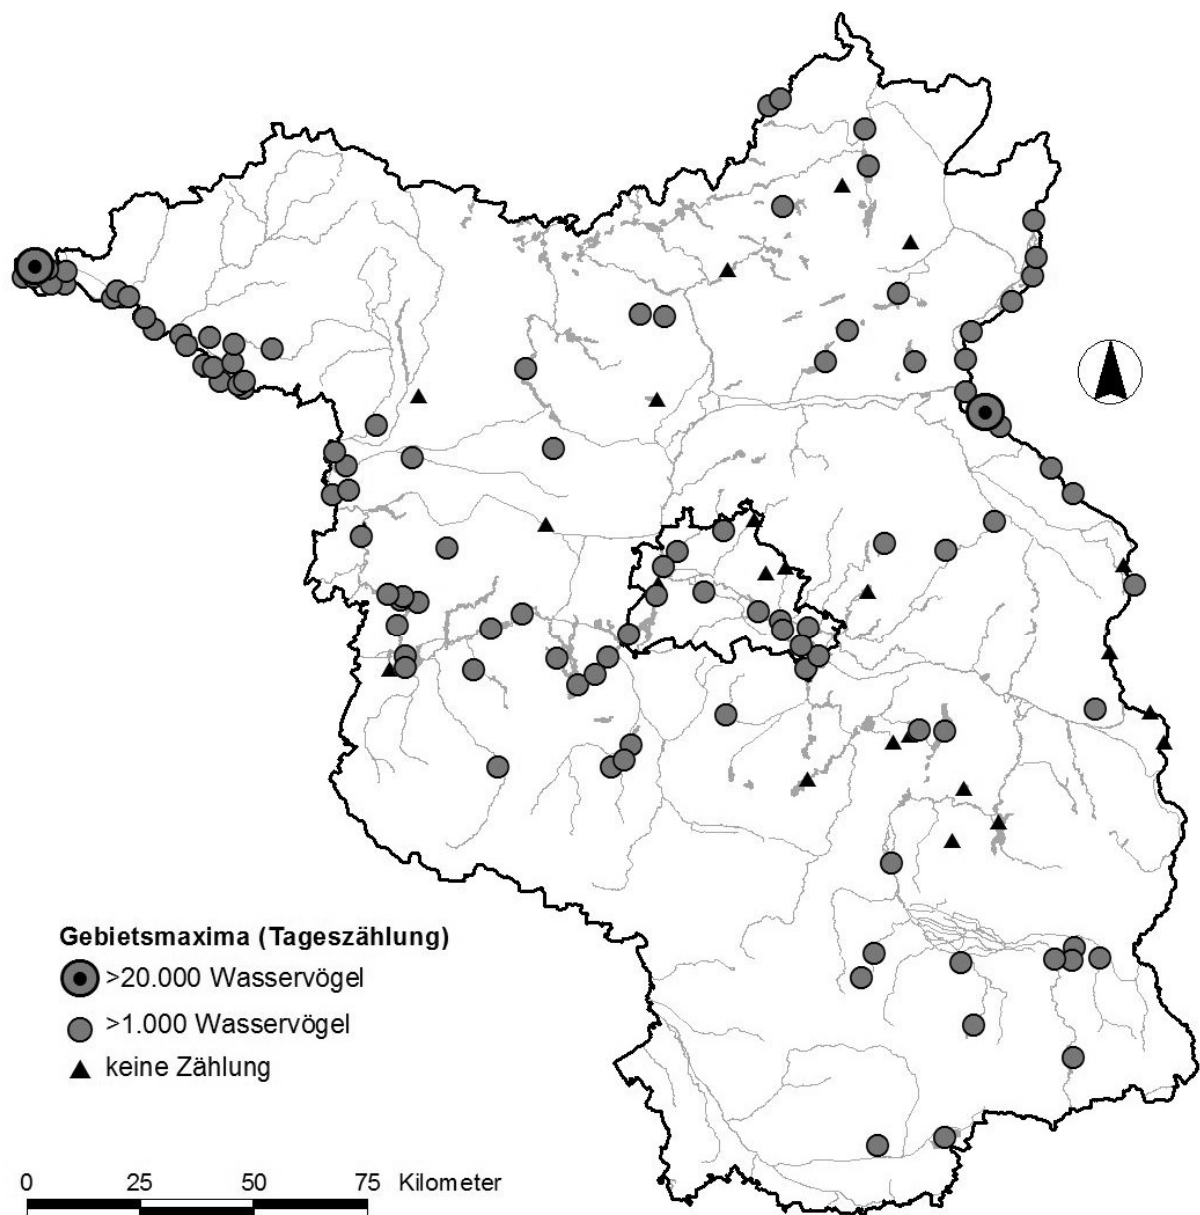 Gebietsmaxima (Tageszählung)
>20.000 Wasservögel
>1.000 Wasservögel
keine Zählung
0 25 50 75 Kilometer